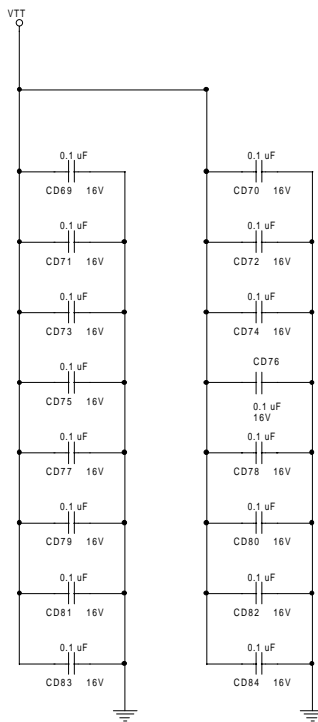 VTT
0.1 uF
CD69 16V
0.1 uF
CD70 16V
0.1 uF
CD71 16V
0.1 uF
CD72 16V
0.1 uF
CD73 16V
0.1 uF
CD74 16V
0.1 uF
CD75 16V
CD76
0.1 uF
16V
0.1 uF
CD77 16V
0.1 uF
CD78 16V
0.1 uF
CD79 16V
0.1 uF
CD80 16V
0.1 uF
CD81 16V
0.1 uF
CD82 16V
0.1 uF
CD83 16V
0.1 uF
CD84 16V